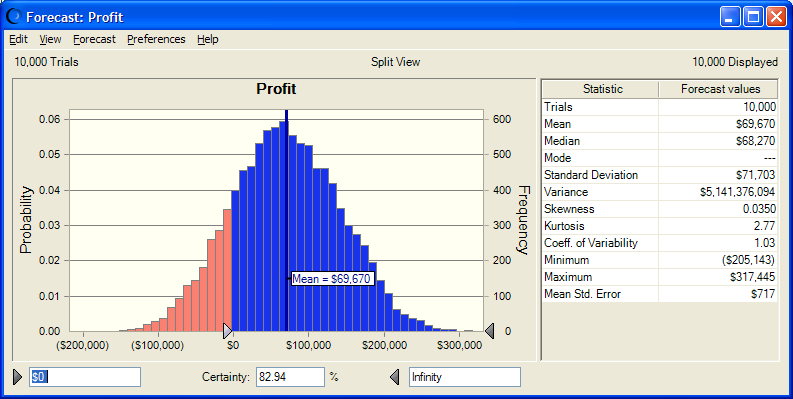 Forecast: Profit
Edit View Forecast Preferences Help
10,000 Trials Split View 10,000 Displayed
Profit
Statistic Forecast values
Trials 10,000
Mean $69,670
Median $68,270
Mode ---
Standard Deviation $71,703
Variance $5,141,376,094
Skewness 0.0350
Kurtosis 2.77
Coeff. of Variability 1.03
Minimum ($205,143)
Maximum $317,445
Mean Std. Error $717
Probability
0.06
0.05
0.04
0.03
0.02
0.01
0.00
600
500
400
300
200
100
0
Frequency
Mean = $69,670
($200,000) ($100,000) $0 $100,000 $200,000 $300,000
$0 Certainty: 82.94 % Infinity